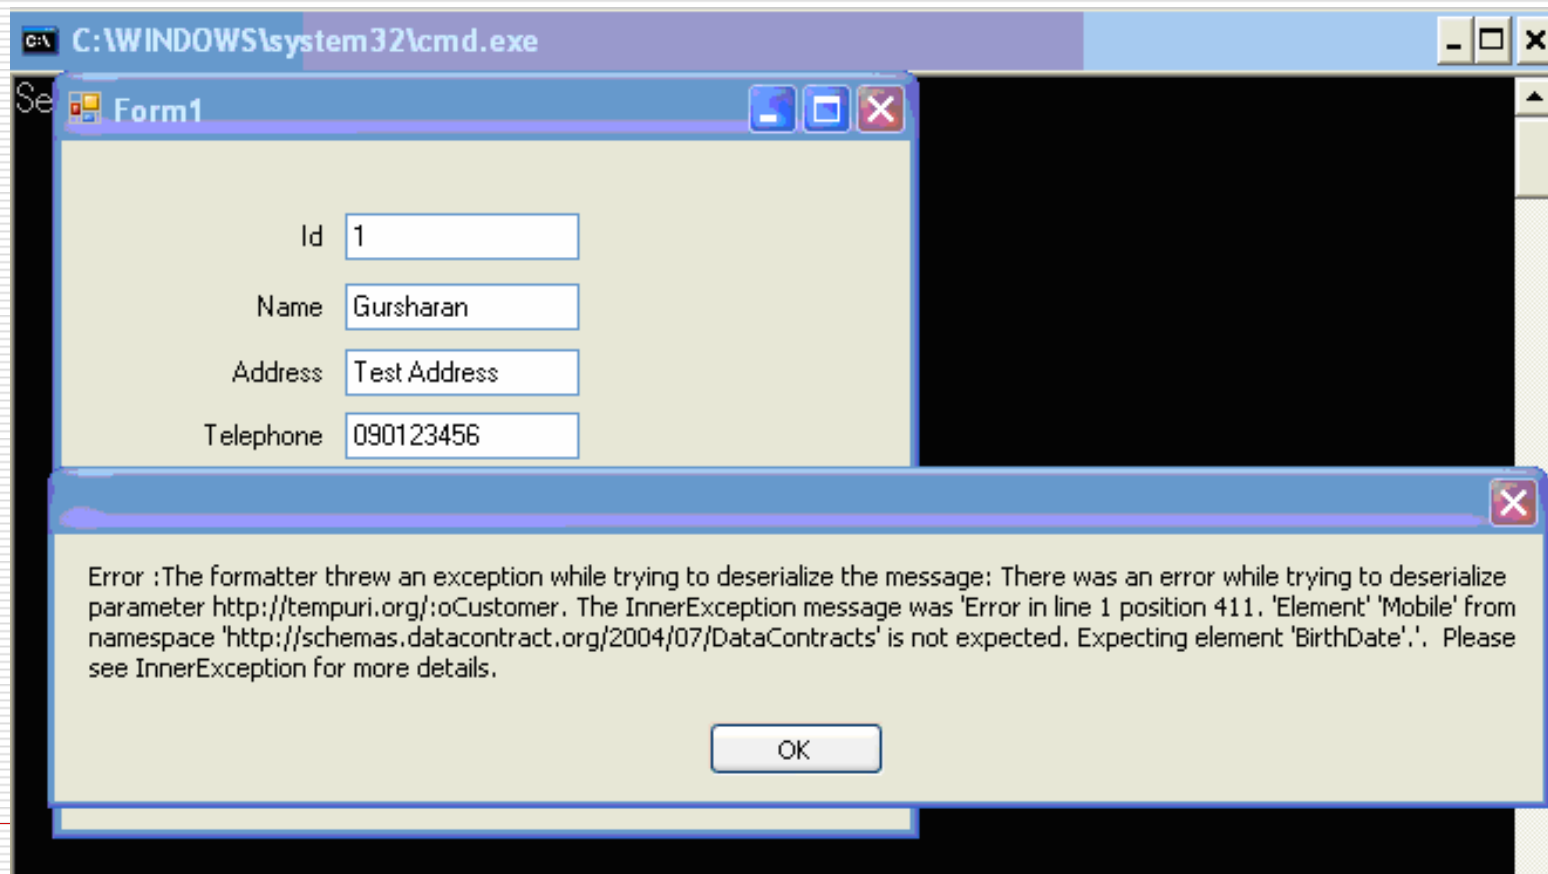 C:\WINDOWS\system32\cmd.exe
Se
Form1
Id 1
Name Gursharan
Address Test Address
Telephone 090123456
Error :The formatter threw an exception while trying to deserialize the message: There was an error while trying to deserialize
parameter http://tempuri.org/:oCustomer. The InnerException message was 'Error in line 1 position 411. 'Element' 'Mobile' from
namespace 'http://schemas.datacontract.org/2004/07/DataContracts' is not expected. Expecting element 'BirthDate'.'.  Please
see InnerException for more details.
OK